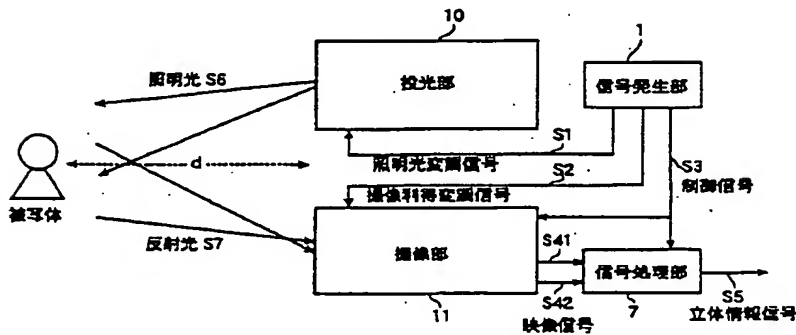 10
1
照明光 S6
投光部
信号発生部
S1
d
照明光変調信号
S2
S3
制御信号
撮像利得変調信号
被写体
反射光 S7
撮像部
S41
信号処理部
S42
S5
11
映像信号
7
立体情報信号